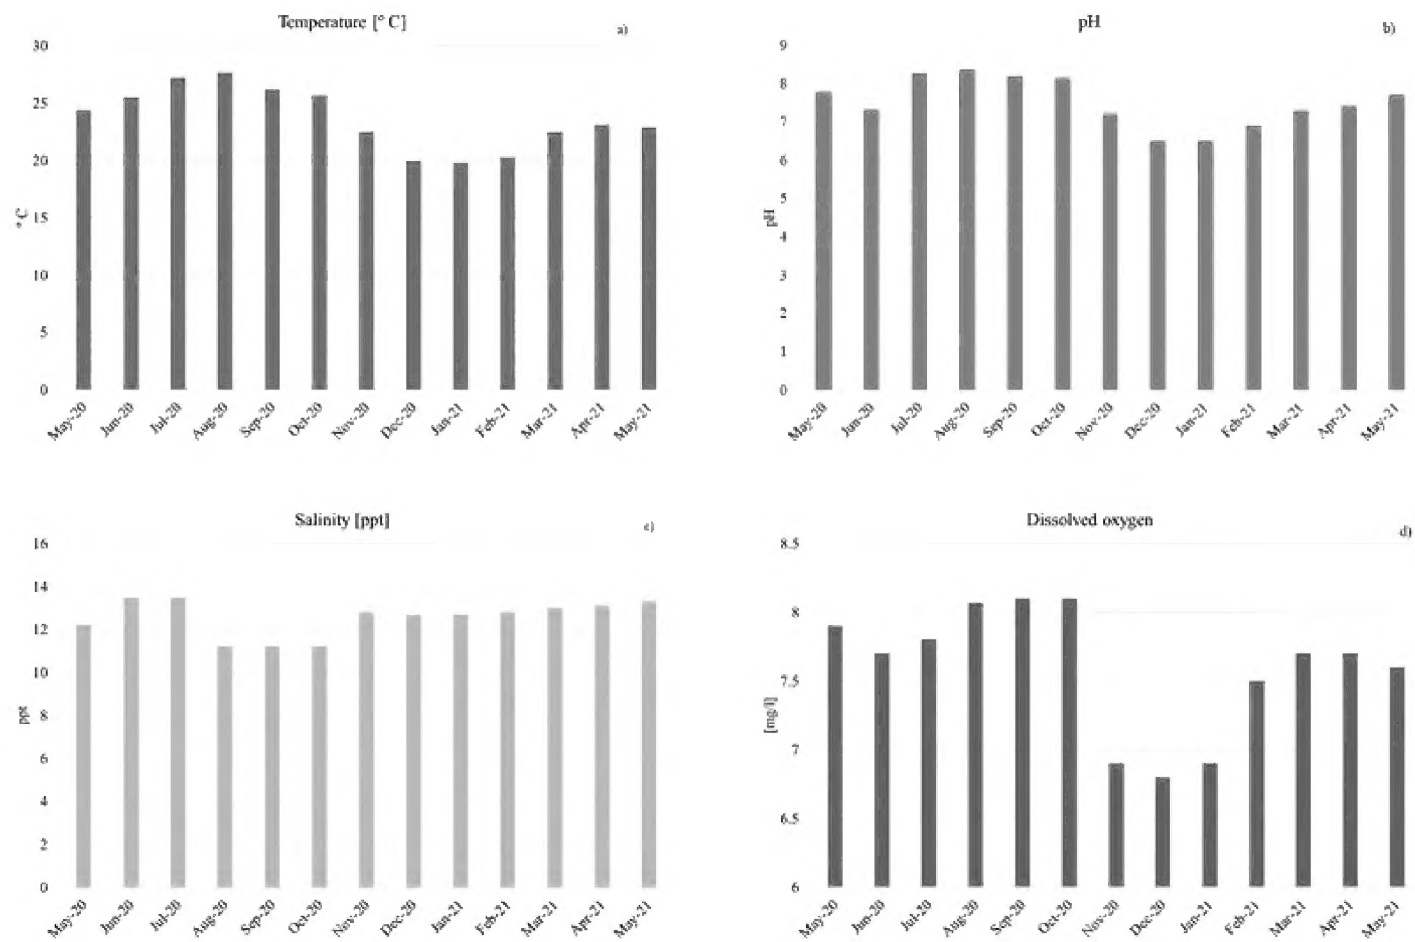 Temperature [° C]
a)
30
25
20
15
10
5
0
° C
May-20 Jun-20 Jul-20 Aug-20 Sep-20 Oct-20 Nov-20 Dec-20 Jan-21 Feb-21 Mar-21 Apr-21 May-21
pH
b)
9
8
7
6
5
4
3
2
1
0
pH
May-20 Jun-20 Jul-20 Aug-20 Sep-20 Oct-20 Nov-20 Dec-20 Jan-21 Feb-21 Mar-21 Apr-21 May-21
Salinity [ppt]
c)
16
14
12
10
8
6
4
2
0
ppt
May-20 Jun-20 Jul-20 Aug-20 Sep-20 Oct-20 Nov-20 Dec-20 Jan-21 Feb-21 Mar-21 Apr-21 May-21
Dissolved oxygen
d)
8.5
8
7.5
7
6.5
6
[mg/l]
May-20 Jun-20 Jul-20 Aug-20 Sep-20 Oct-20 Nov-20 Dec-20 Jan-21 Feb-21 Mar-21 Apr-21 May-21